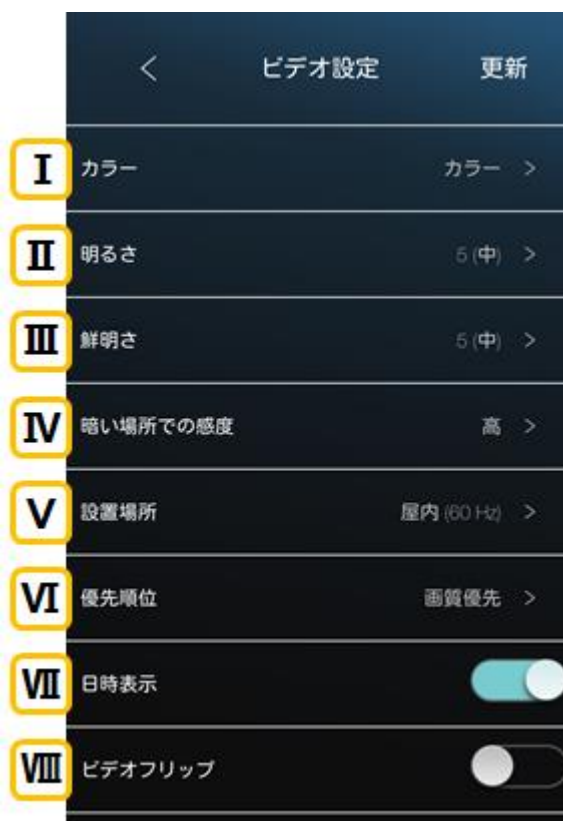 ビデオ設定 更新
Ⅰ カラー カラー >
Ⅱ 明るさ 5 (中) >
Ⅲ 鮮明さ 5 (中) >
Ⅳ 暗い場所での感度 高 >
Ⅴ 設置場所 屋内 (60 Hz) >
Ⅵ 優先順位 画質優先 >
Ⅶ 日時表示
Ⅷ ビデオフリップ